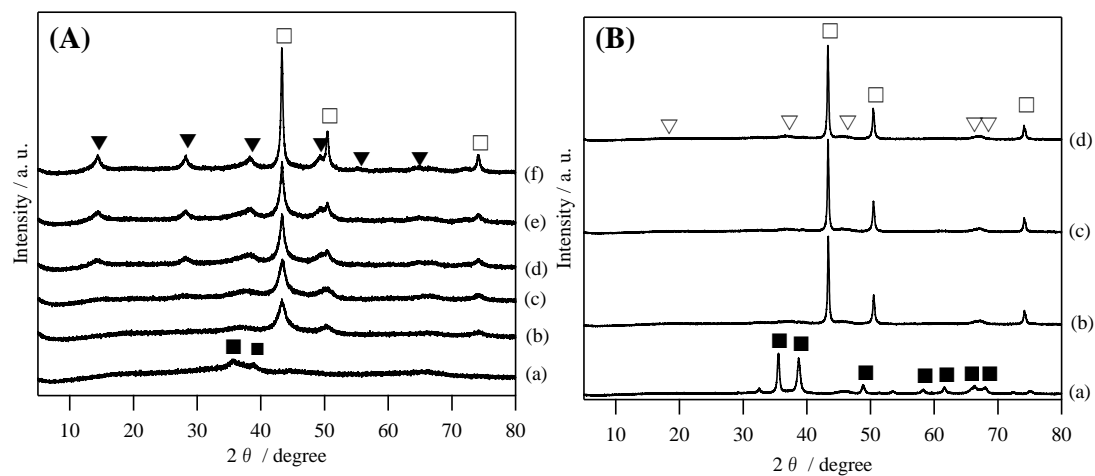 (A)
(f)
(e)
(d)
(c)
(b)
(a)
Intensity / a. u.
10 20 30 40 50 60 70 80
2 θ / degree
(B)
(d)
(c)
(b)
(a)
Intensity / a. u.
10 20 30 40 50 60 70 80
2 θ / degree